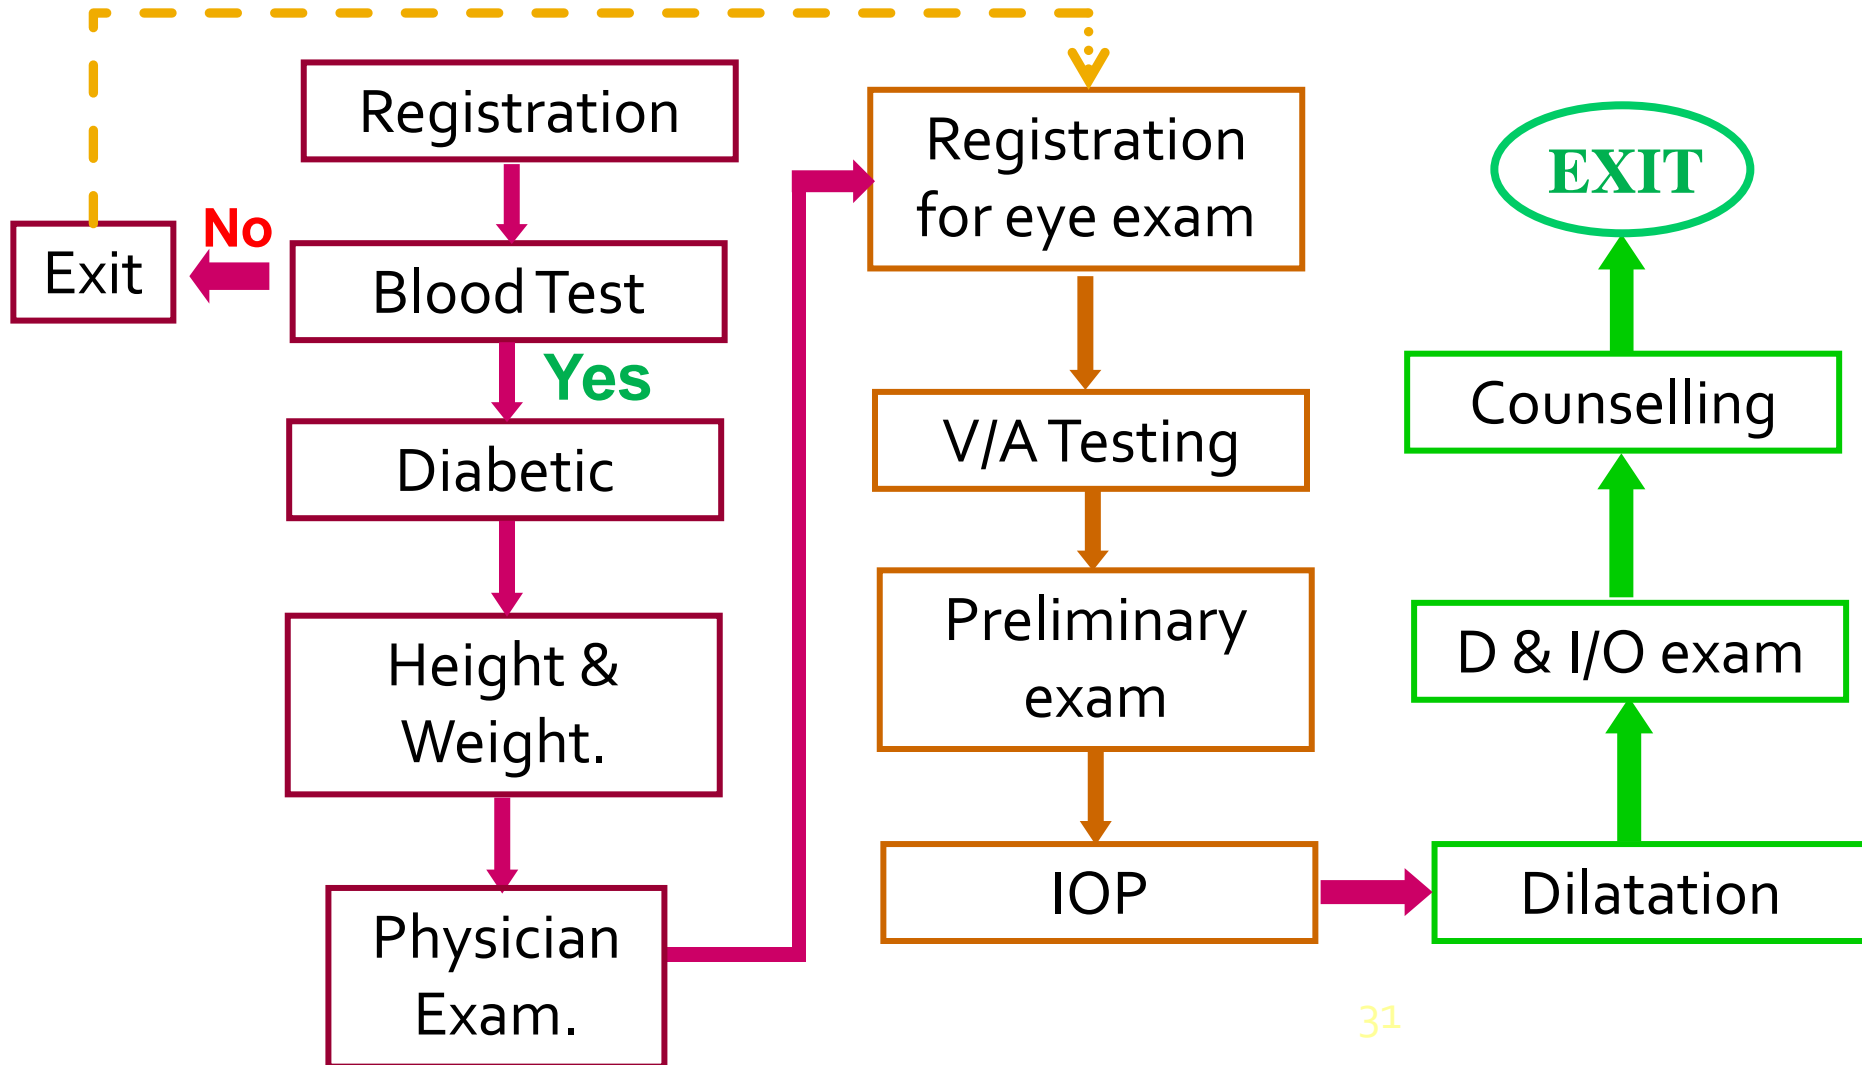 Registration
No
Exit
Blood Test
Yes
Diabetic
Height &
Weight.
Physician
Exam.
Registration
for eye exam
V/A Testing
Preliminary
exam
IOP
EXIT
Counselling
D & I/O exam
Dilatation
31